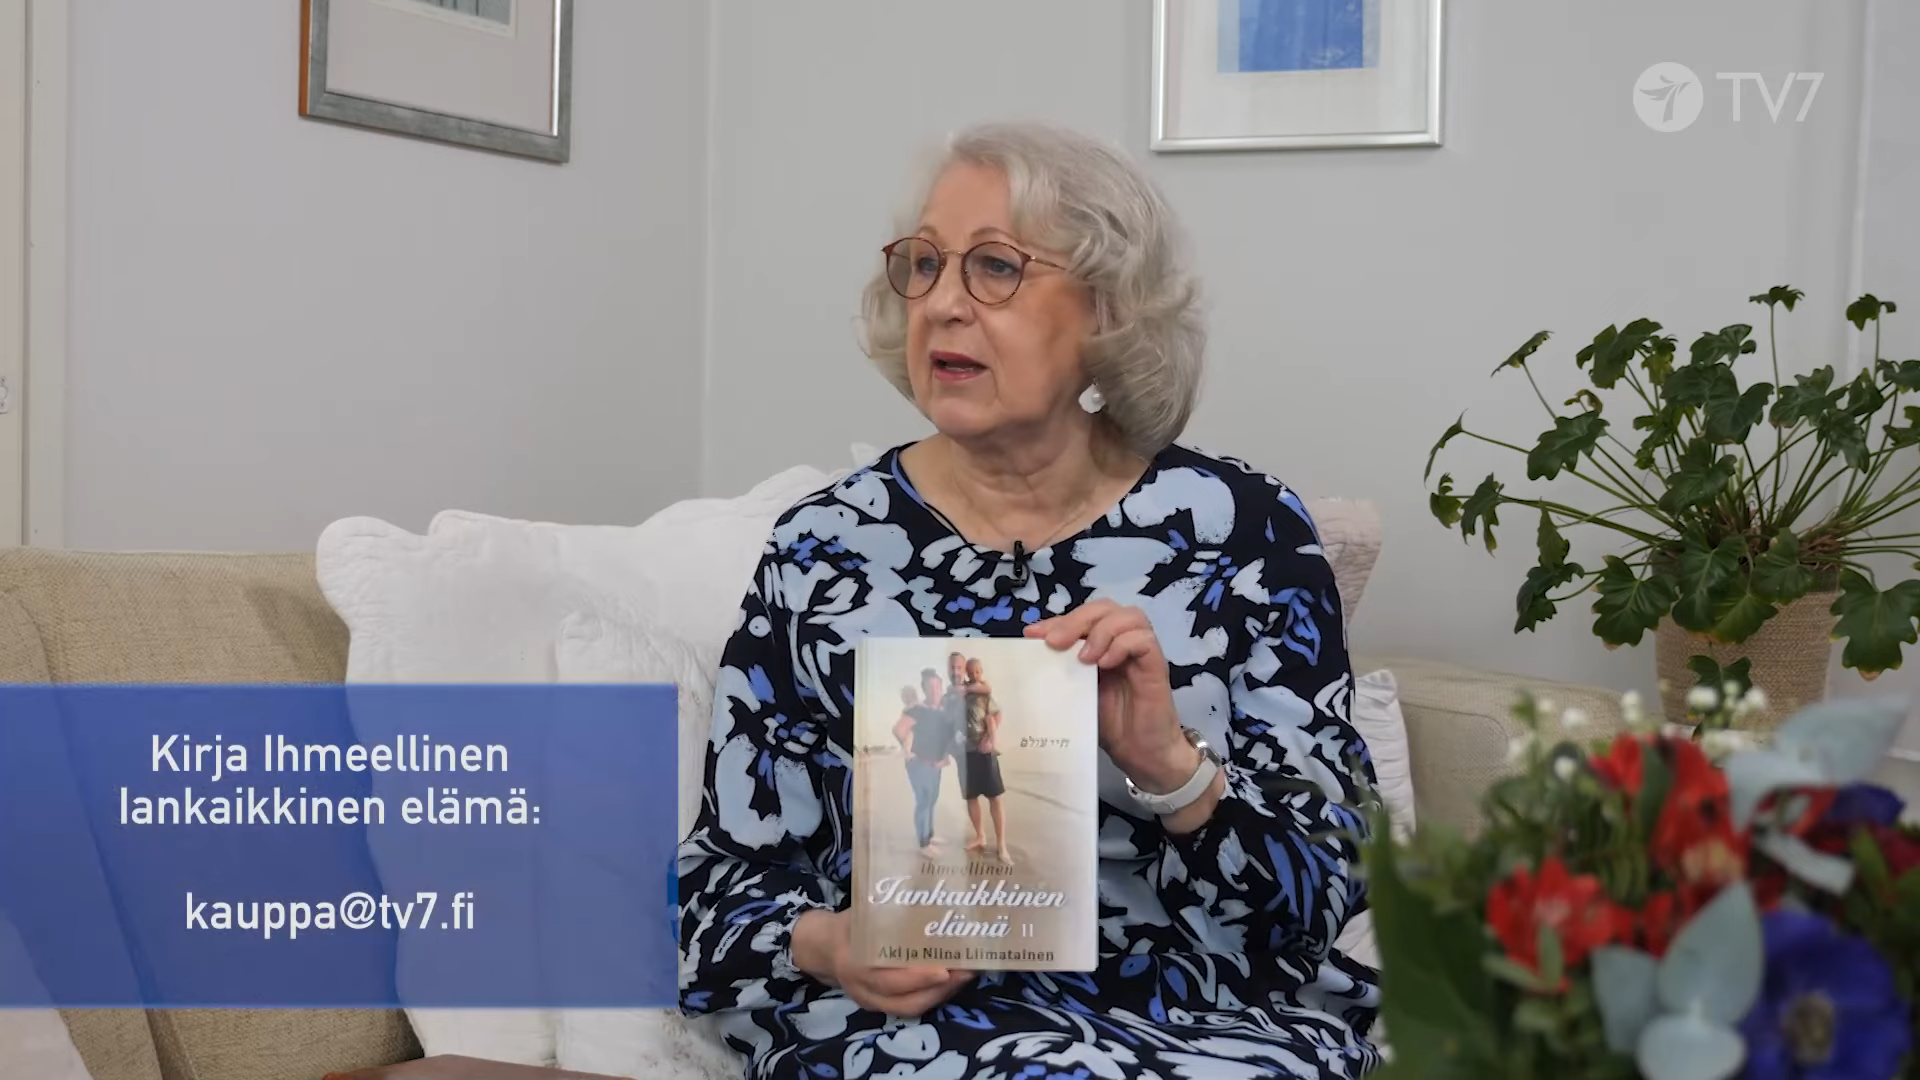 TV7
Kirja Ihmeellinen
Iankaikkinen elämä:
kauppa@tv7.fi
חיי עולם
Ihmeellinen
Iankaikkinen
elämä II
Aki ja Niina Liimatainen